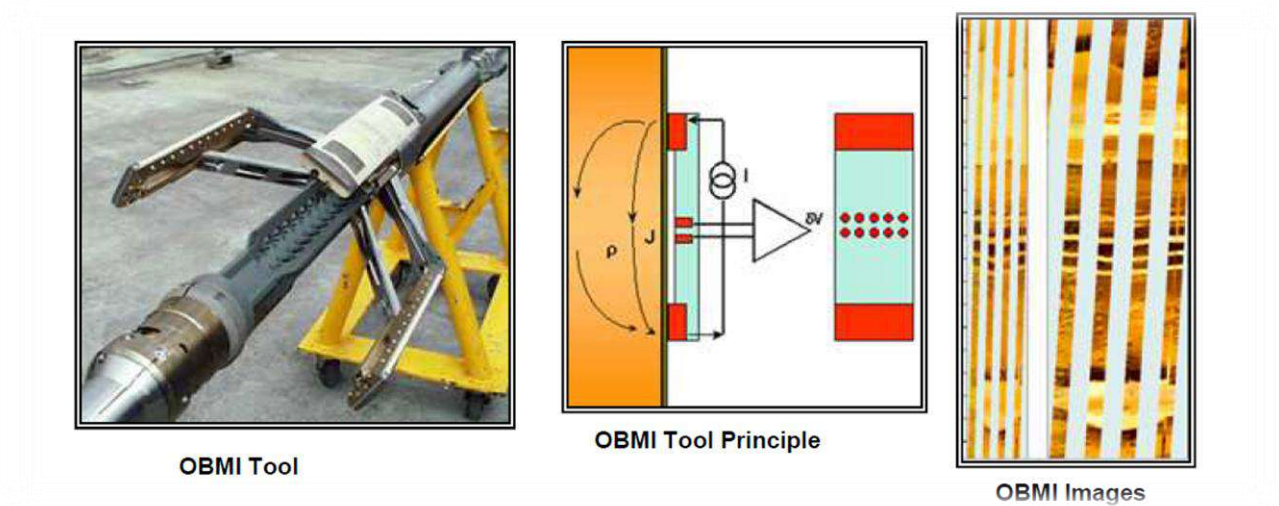 I
δV
ρ
J
OBMI Tool
OBMI Tool Principle
OBMI Images